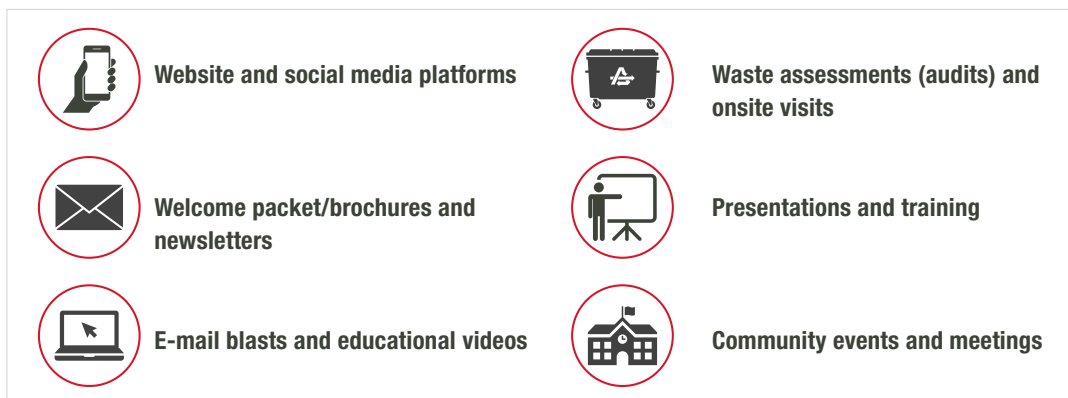 Website and social media platforms
Waste assessments (audits) and
onsite visits
Welcome packet/brochures and
newsletters
Presentations and training
E-mail blasts and educational videos
Community events and meetings